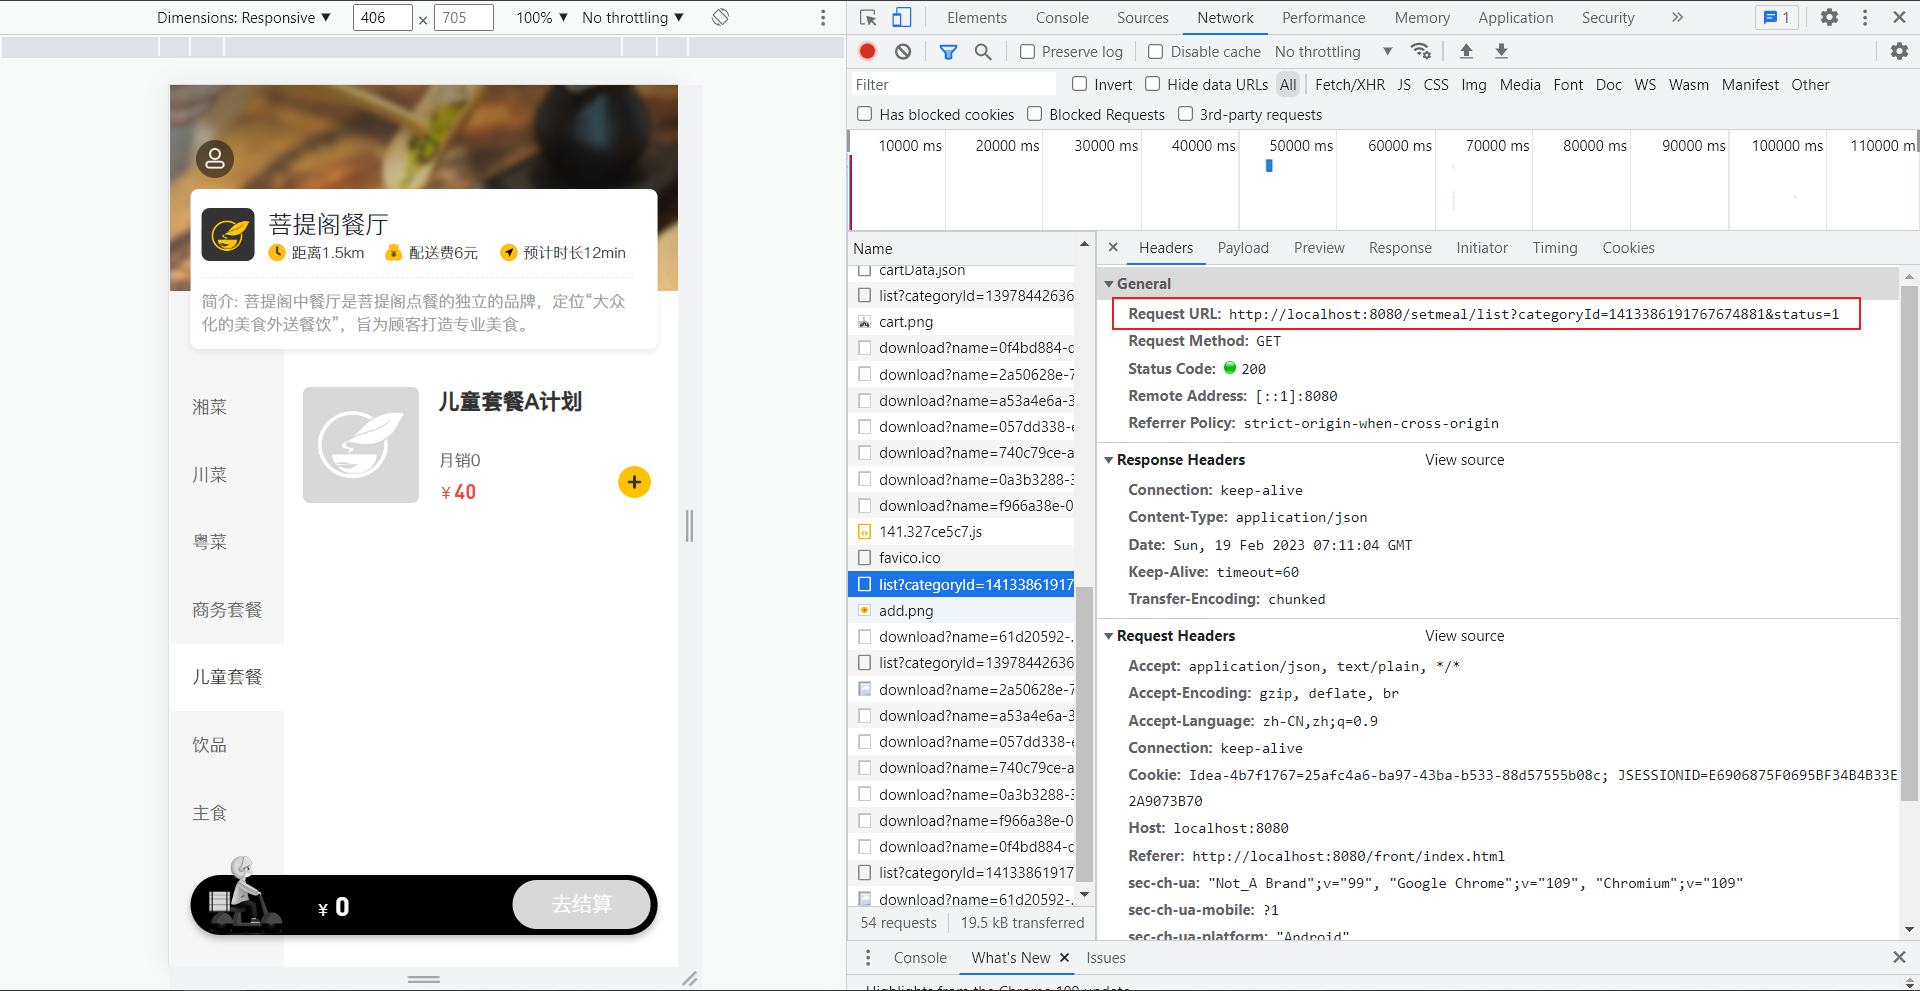 Dimensions: Responsive ▼ 406 × 705 100% ▼ No throttling ▼
菩提阁餐厅
距离1.5km 配送费6元 预计时长12min
简介: 菩提阁中餐厅是菩提阁点餐的独立的品牌，定位“大众
化的美食外送餐饮”，旨为顾客打造专业美食。
湘菜
川菜
粤菜
商务套餐
儿童套餐
饮品
主食
儿童套餐A计划
月销0
¥40
¥ 0
去结算
Elements Console Sources Network Performance Memory Application Security 1
Preserve log Disable cache No throttling ▼
Filter Invert Hide data URLs All Fetch/XHR JS CSS Img Media Font Doc WS Wasm Manifest Other
Has blocked cookies Blocked Requests 3rd-party requests
10000 ms 20000 ms 30000 ms 40000 ms 50000 ms 60000 ms 70000 ms 80000 ms 90000 ms 100000 ms 110000 m
Name
cartData.json
list?categoryId=13978442636
cart.png
download?name=0f4bd884-c
download?name=2a50628e-7
download?name=a53a4e6a-3
download?name=057dd338-e
download?name=740c79ce-a
download?name=0a3b3288-3
download?name=f966a38e-0
141.327ce5c7.js
favico.ico
list?categoryId=14133861917
add.png
download?name=61d20592-.
list?categoryId=13978442636
download?name=2a50628e-7
download?name=a53a4e6a-3
download?name=057dd338-e
download?name=740c79ce-a
download?name=0a3b3288-3
download?name=f966a38e-0
download?name=0f4bd884-c
list?categoryId=14133861917
download?name=61d20592-
54 requests 19.5 kB transferred
Headers Payload Preview Response Initiator Timing Cookies
General
Request URL: http://localhost:8080/setmeal/list?categoryId=1413386191767674881&status=1
Request Method: GET
Status Code: 200
Remote Address: [::1]:8080
Referrer Policy: strict-origin-when-cross-origin
Response Headers View source
Connection: keep-alive
Content-Type: application/json
Date: Sun, 19 Feb 2023 07:11:04 GMT
Keep-Alive: timeout=60
Transfer-Encoding: chunked
Request Headers View source
Accept: application/json, text/plain, */*
Accept-Encoding: gzip, deflate, br
Accept-Language: zh-CN,zh;q=0.9
Connection: keep-alive
Cookie: Idea-4b7f1767=25afc4a6-ba97-43ba-b533-88d57555b08c; JSESSIONID=E6906875F0695BF34B4B33E
2A9073B70
Host: localhost:8080
Referer: http://localhost:8080/front/index.html
sec-ch-ua: "Not_A Brand";v="99", "Google Chrome";v="109", "Chromium";v="109"
sec-ch-ua-mobile: ?1
sec-ch-ua-platform: "Android"
Console What's New Issues
Highlights from the Chrome 109 update